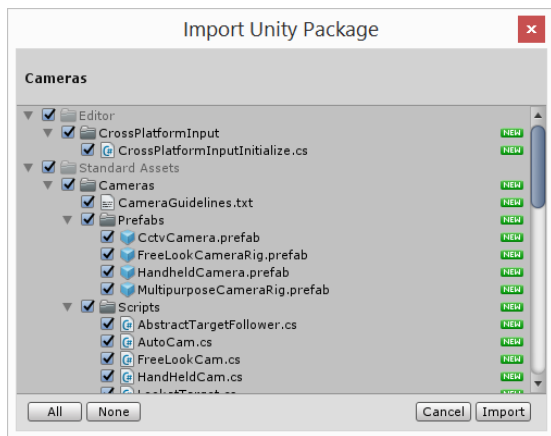 Import Unity Package
x
Cameras
Editor
CrossPlatformInput NEW
CrossPlatformInputInitialize.cs NEW
Standard Assets NEW
Cameras NEW
CameraGuidelines.txt NEW
Prefabs NEW
CctvCamera.prefab NEW
FreeLookCameraRig.prefab NEW
HandheldCamera.prefab NEW
MultipurposeCameraRig.prefab NEW
Scripts NEW
AbstractTargetFollower.cs NEW
AutoCam.cs NEW
FreeLookCam.cs NEW
HandHeldCam.cs NEW
All None Cancel Import